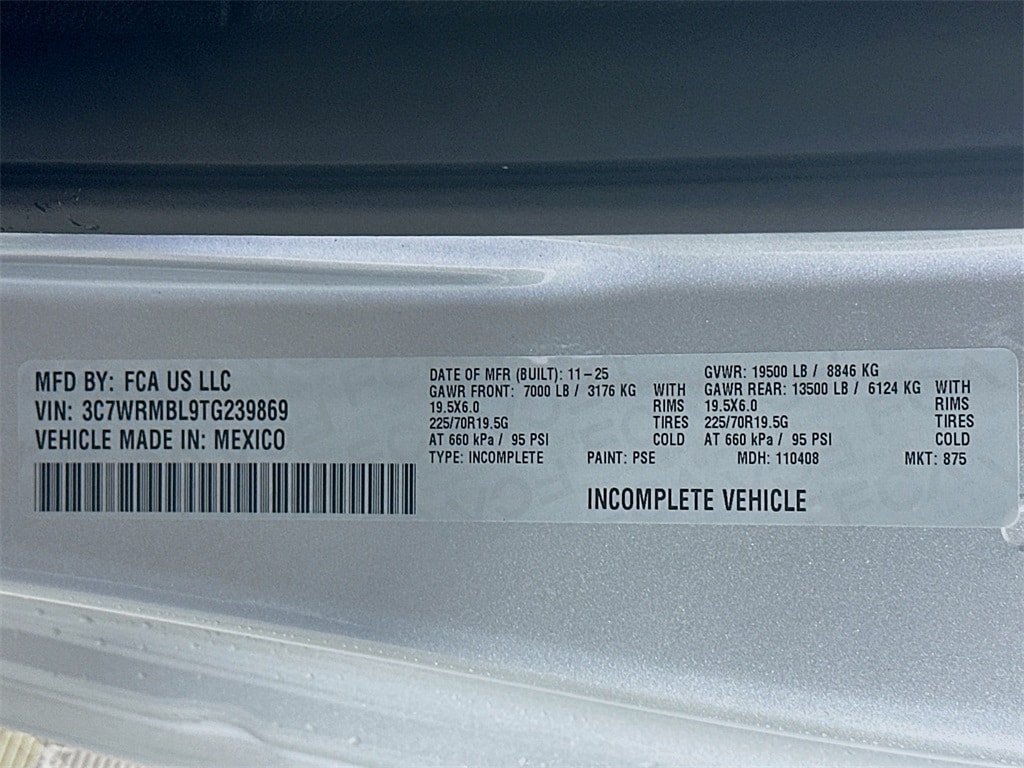 MFD BY: FCA US LLC
VIN: 3C7WRMBL9TG239869
VEHICLE MADE IN: MEXICO
DATE OF MFR (BUILT): 11-25
GAWR FRONT: 7000 LB / 3176 KG WITH
19.5X6.0 RIMS
225/70R19.5G TIRES
AT 660 kPa / 95 PSI COLD
GVWR: 19500 LB / 8846 KG
GAWR REAR: 13500 LB / 6124 KG WITH
19.5X6.0 RIMS
225/70R19.5G TIRES
AT 660 kPa / 95 PSI COLD
TYPE: INCOMPLETE PAINT: PSE MDH: 110408 MKT: 875
INCOMPLETE VEHICLE